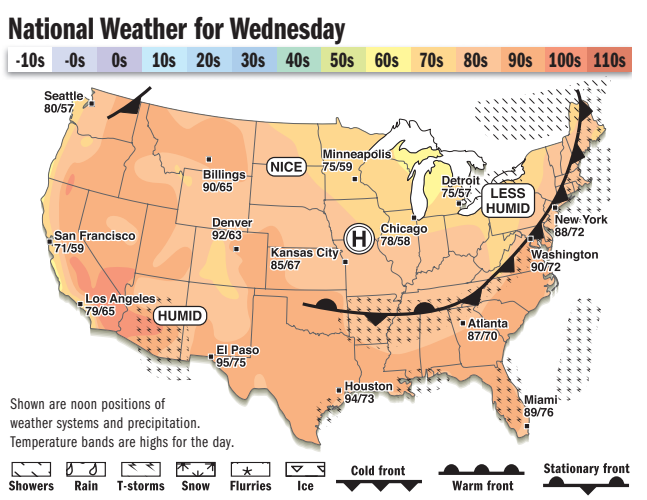 National Weather for Wednesday
-10s -0s 0s 10s 20s 30s 40s 50s 60s 70s 80s 90s 100s 110s
Seattle
80/57
Billings
90/65
NICE
Minneapolis
75/59
Detroit
75/57
LESS
HUMID
New York
88/72
Washington
90/72
Chicago
78/58
H
Kansas City
85/67
Denver
92/63
San Francisco
71/59
Los Angeles
79/65
HUMID
El Paso
95/75
Atlanta
87/70
Houston
94/73
Miami
89/76
Shown are noon positions of
weather systems and precipitation.
Temperature bands are highs for the day.
Showers Rain T-storms Snow Flurries Ice Cold front Warm front Stationary front